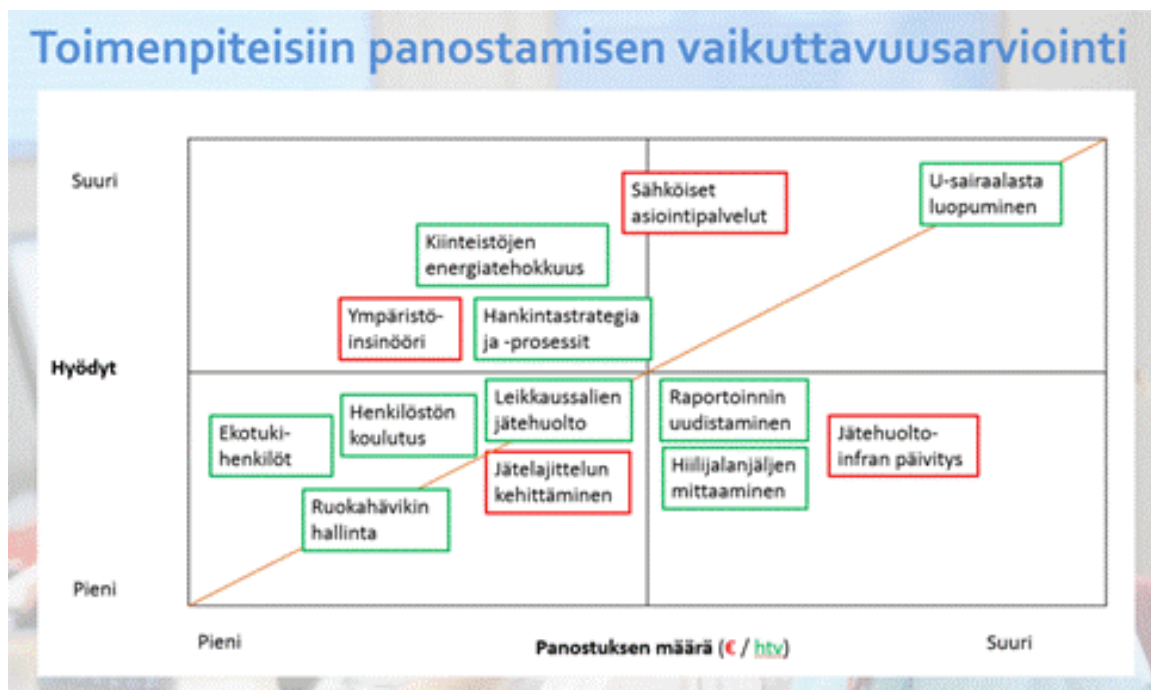 Toimenpiteisiin panostamisen vaikuttavuusarviointi
Suuri
Sähköiset
asiointipalvelut
U-sairaalasta
luopuminen
Kiinteistöjen
energiatehokkuus
Ympäristö-
insinööri
Hankintastrategia
ja -prosessit
Hyödyt
Ekotuki-
henkilöt
Henkilöstön
koulutus
Leikkaussalien
jätehuolto
Raportoinnin
uudistaminen
Jätehuolto-
infran päivitys
Jätelajittelun
kehittäminen
Hiilijalanjäljen
mittaaminen
Ruokahävikin
hallinta
Pieni
Pieni
Panostuksen määrä (€ / htv)
Suuri